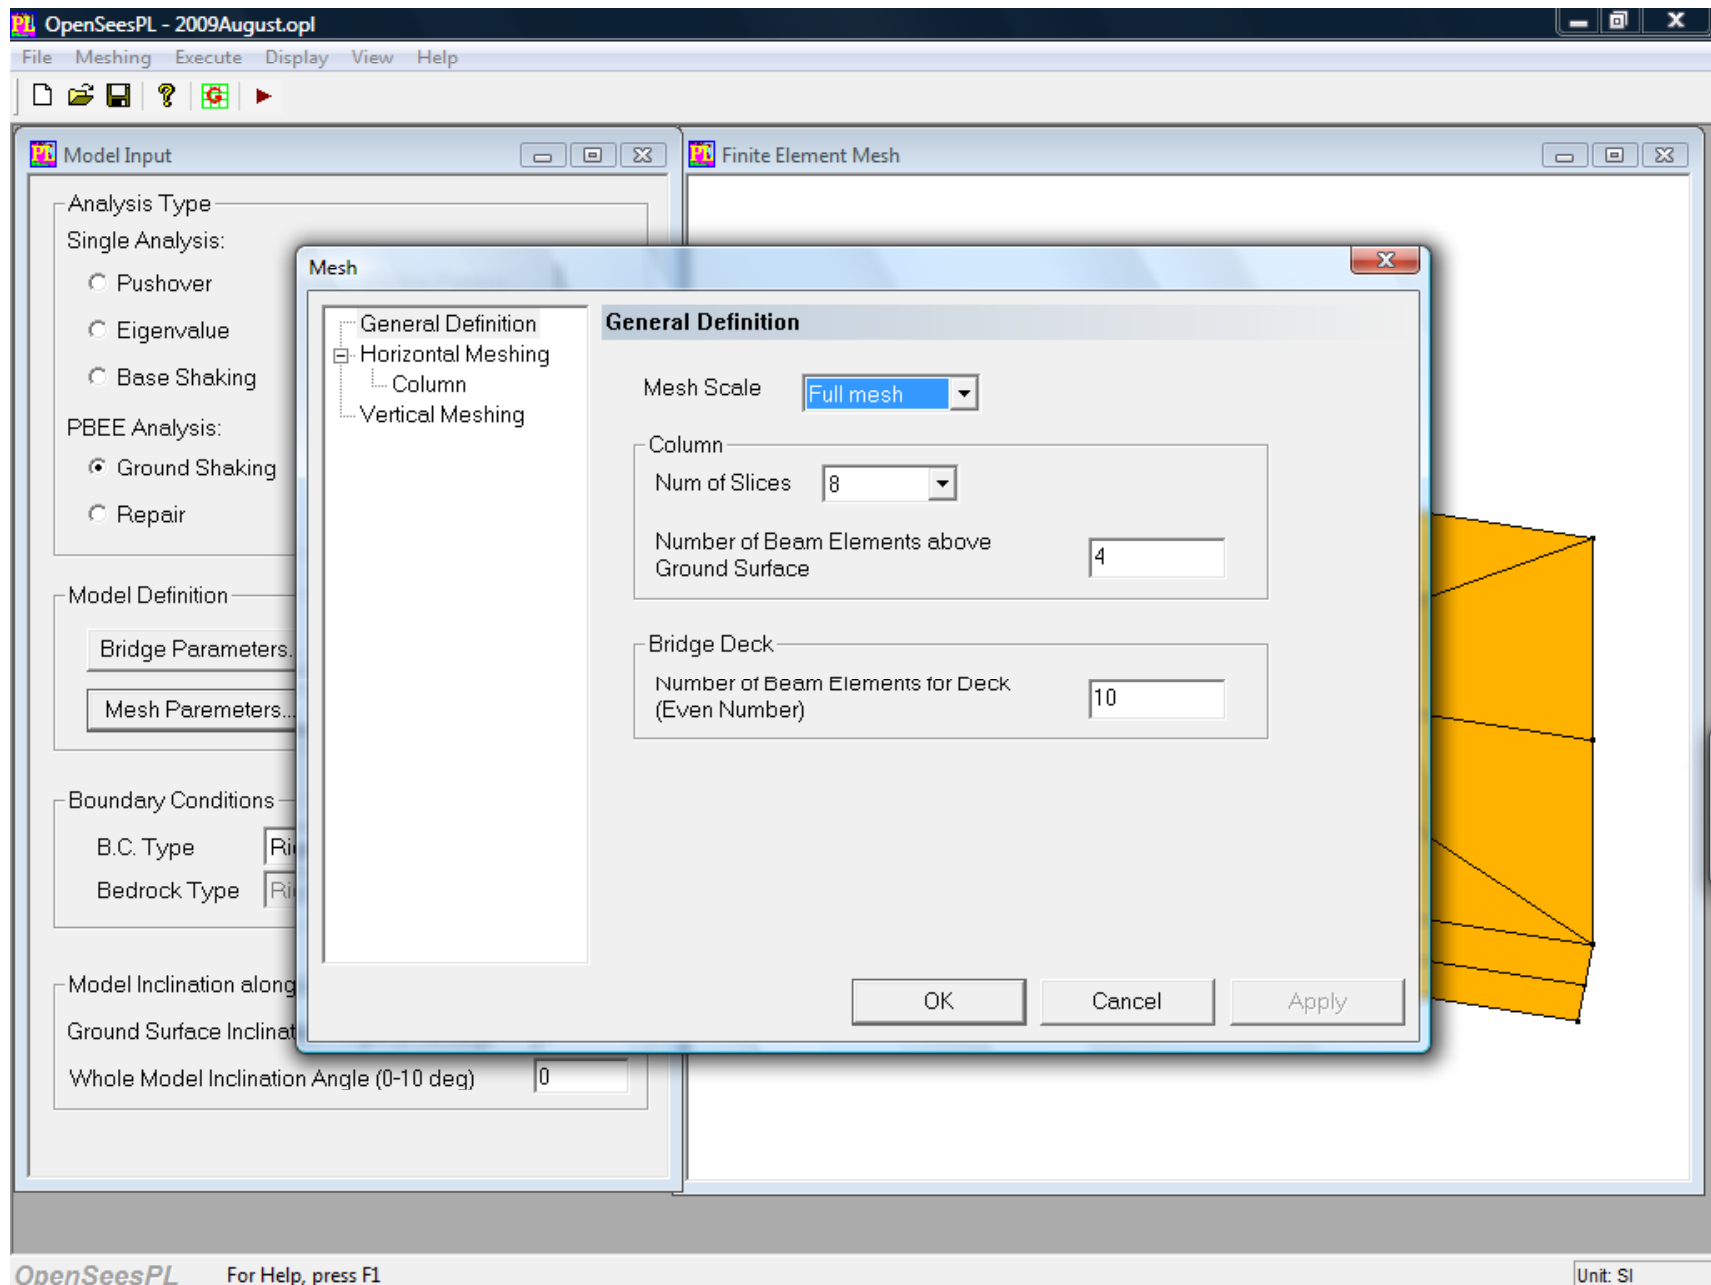 OpenSeesPL - 2009August.opl
File Meshing Execute Display View Help
Model Input
Finite Element Mesh
Analysis Type
Single Analysis:
Pushover
Eigenvalue
Base Shaking
PBEE Analysis:
Ground Shaking
Repair
Model Definition
Bridge Parameters.
Mesh Paremeters...
Boundary Conditions
B.C. Type
Bedrock Type
Model Inclination along
Ground Surface Inclinat
Whole Model Inclination Angle (0-10 deg) 0
Mesh
General Definition
Horizontal Meshing
Column
Vertical Meshing
General Definition
Mesh Scale Full mesh
Column
Num of Slices 8
Number of Beam Elements above
Ground Surface
4
Bridge Deck
Number of Beam Elements for Deck
(Even Number)
10
OK Cancel Apply
OpenSeesPL For Help, press F1 Unit: SI